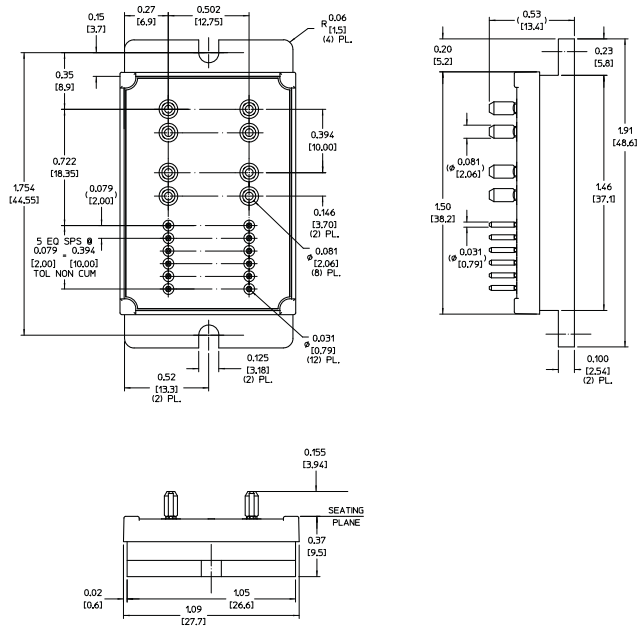 0.15
[3.7]
0.27
[6.9]
0.502
[12.75]
R 0.06
[1.5]
(4) PL.
0.35
[8.9]
0.722
[18.35]
1.754
[44.55]
0.079
( [2.00] )
5 EQ SPS @
0.079 = 0.394
[2.00] [10.00]
TOL NON CUM
0.394
[10.00]
0.146
[3.70]
(2) PL.
ø 0.081
[2.06]
(8) PL.
ø 0.031
[0.79]
(12) PL.
0.125
[3.18]
(2) PL.
0.52
[13.3]
(2) PL.
( 0.53 )
[13.4]
0.20
[5.2]
0.23
[5.8]
(ø 0.081 )
[2.06]
1.91
[48.6]
1.46
[37.1]
1.50
[38.2]
(ø 0.031 )
[0.79]
0.100
[2.54]
(2) PL.
0.155
[3.94]
SEATING
PLANE
0.37
[9.5]
0.02
[0.6]
1.05
[26.6]
1.09
[27.7]